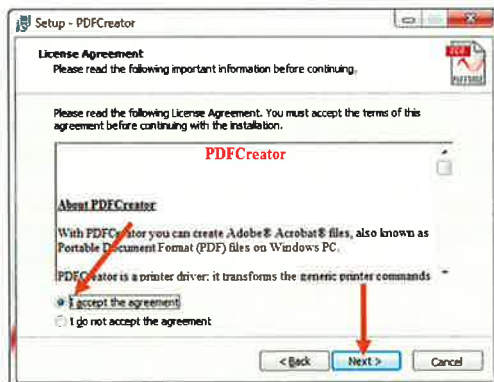 Setup - PDFCreator
License Agreement
Please read the following important information before continuing.
Please read the following License Agreement. You must accept the terms of this
agreement before continuing with the installation.
PDFCreator
About PDFCreator
With PDFCreator you can create Adobe® Acrobat® files, also known as
Portable Document Format (PDF) files on Windows PC.
PDFCreator is a printer driver; it transforms the generic printer commands
I accept the agreement
I do not accept the agreement
< Back
Next >
Cancel